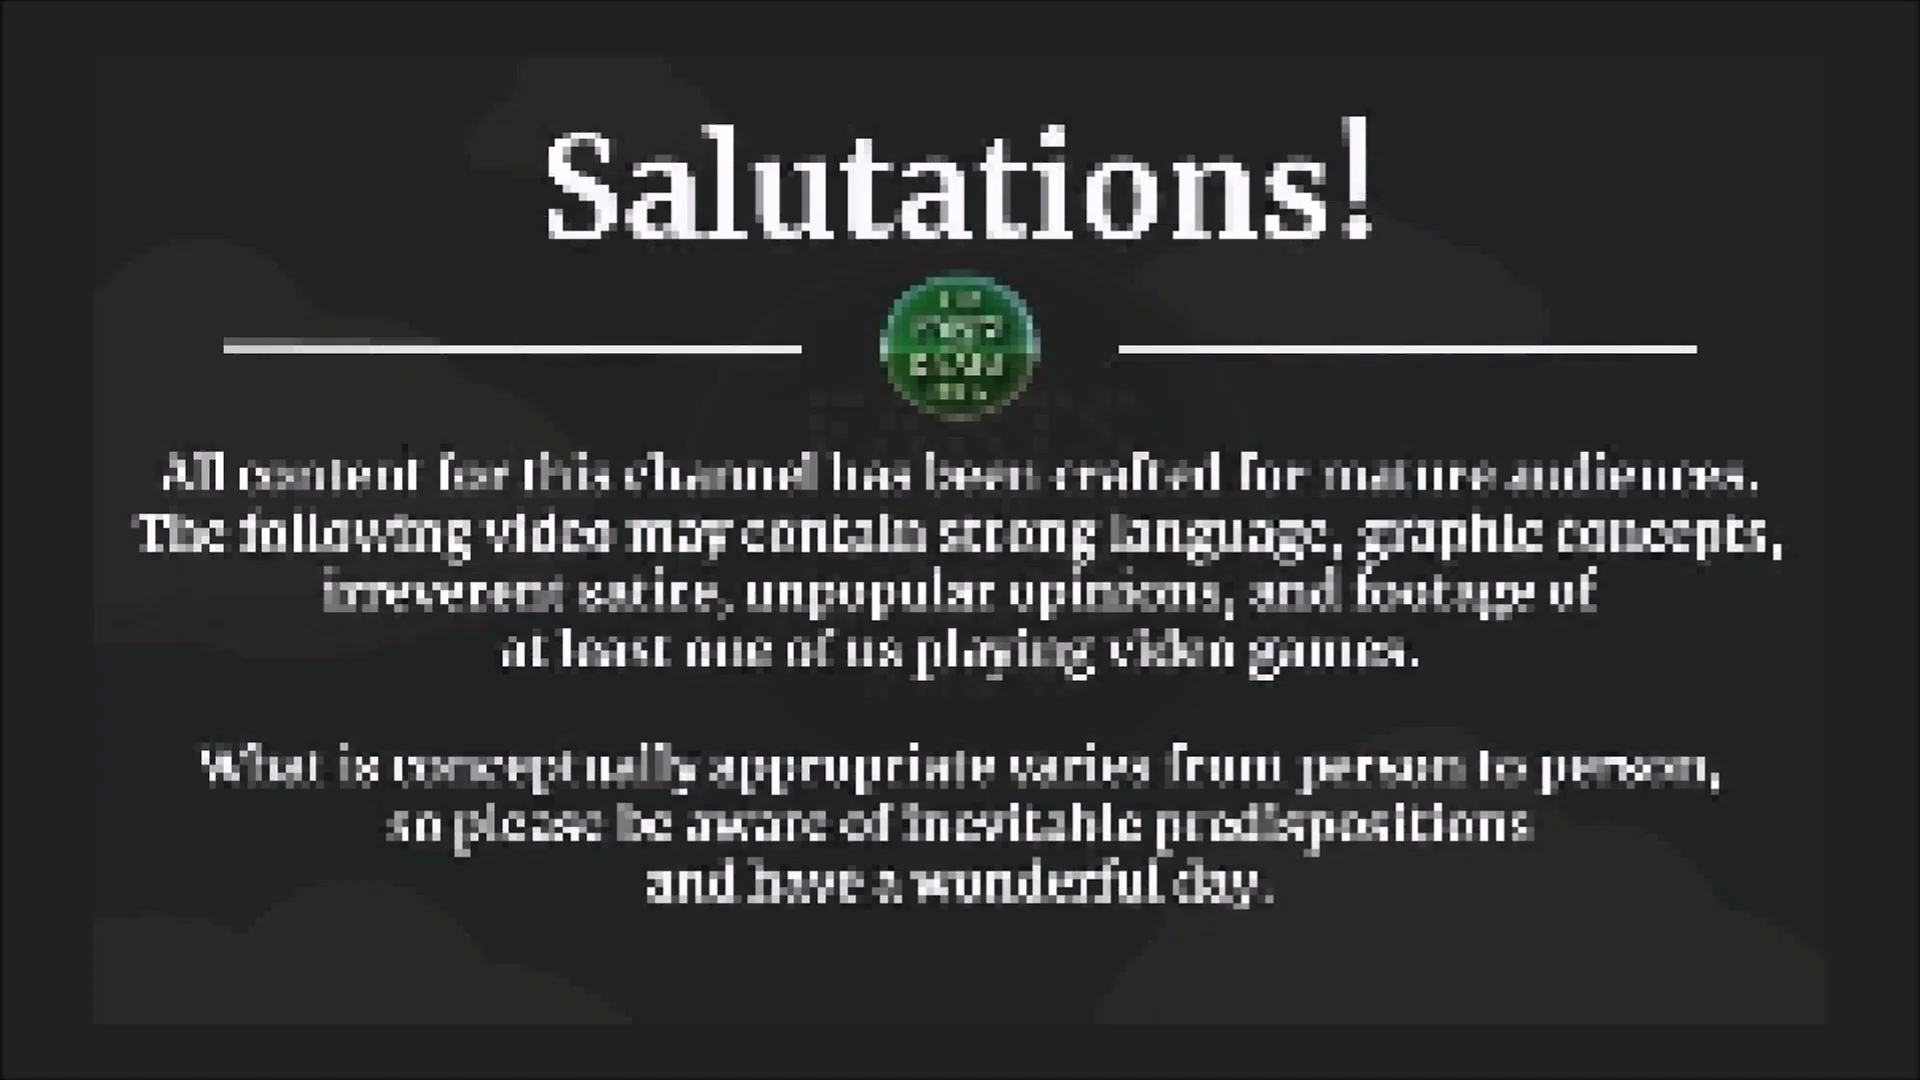 Salutations!
All content for this channel has been crafted for mature audiences.
The following video may contain strong language, graphic concepts,
irreverent satire, unpopular opinions, and footage of
at least one of us playing video games.
What is conceptually appropriate varies from person to person,
so please be aware of inevitable predispositions
and have a wonderful day.